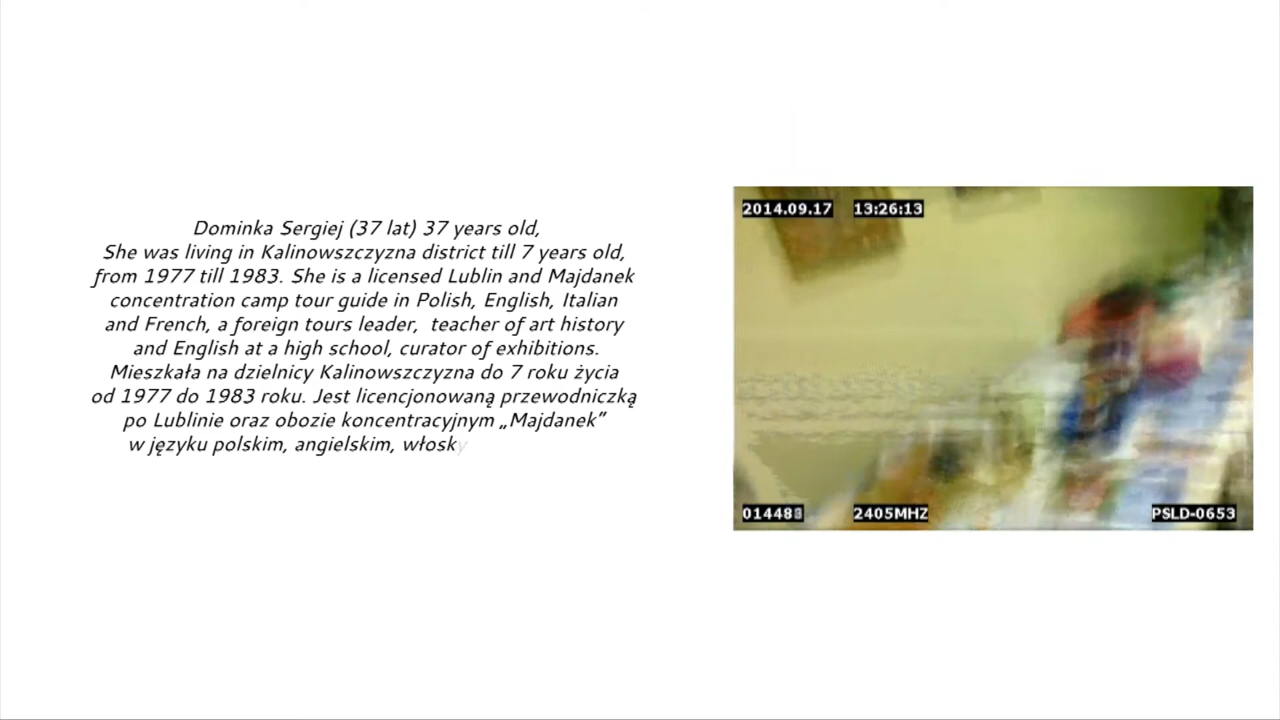 Dominka Sergiej (37 lat) 37 years old,
She was living in Kalinowszczyzna district till 7 years old,
from 1977 till 1983. She is a licensed Lublin and Majdanek
concentration camp tour guide in Polish, English, Italian
and French, a foreign tours leader, teacher of art history
and English at a high school, curator of exhibitions.
Mieszkała na dzielnicy Kalinowszczyzna do 7 roku życia
od 1977 do 1983 roku. Jest licencjonowaną przewodniczką
po Lublinie oraz obozie koncentracyjnym „Majdanek”
w języku polskim, angielskim, włosky
2014.09.17 13:26:13
2405MHZ PSLD-0653